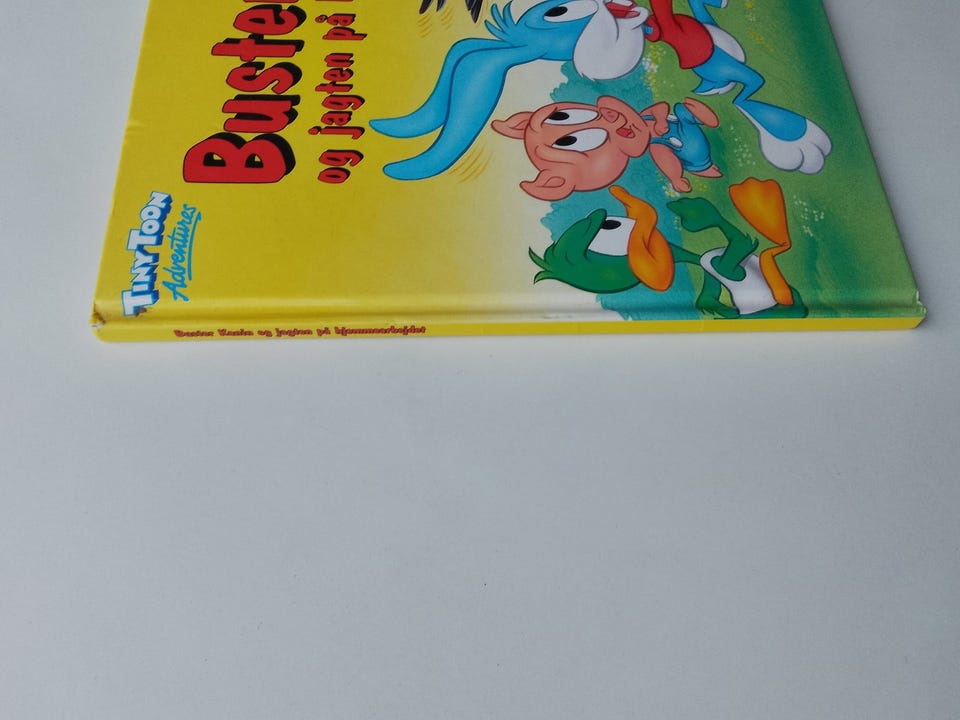 TINY TOON
Adventures
Buste
og jagten på
Buster Kanin og jagten på hjemmearbejdet